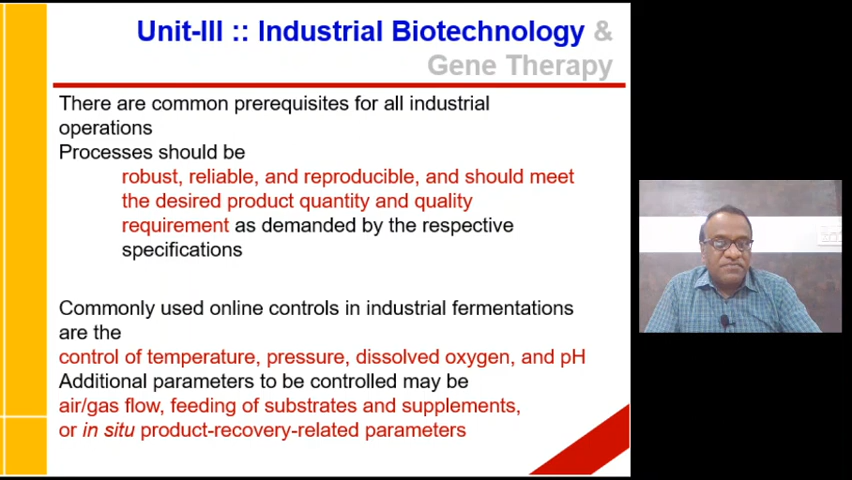 Unit-III :: Industrial Biotechnology &
Gene Therapy
There are common prerequisites for all industrial
operations
Processes should be
robust, reliable, and reproducible, and should meet
the desired product quantity and quality
requirement as demanded by the respective
specifications
Commonly used online controls in industrial fermentations
are the
control of temperature, pressure, dissolved oxygen, and pH
Additional parameters to be controlled may be
air/gas flow, feeding of substrates and supplements,
or in situ product-recovery-related parameters